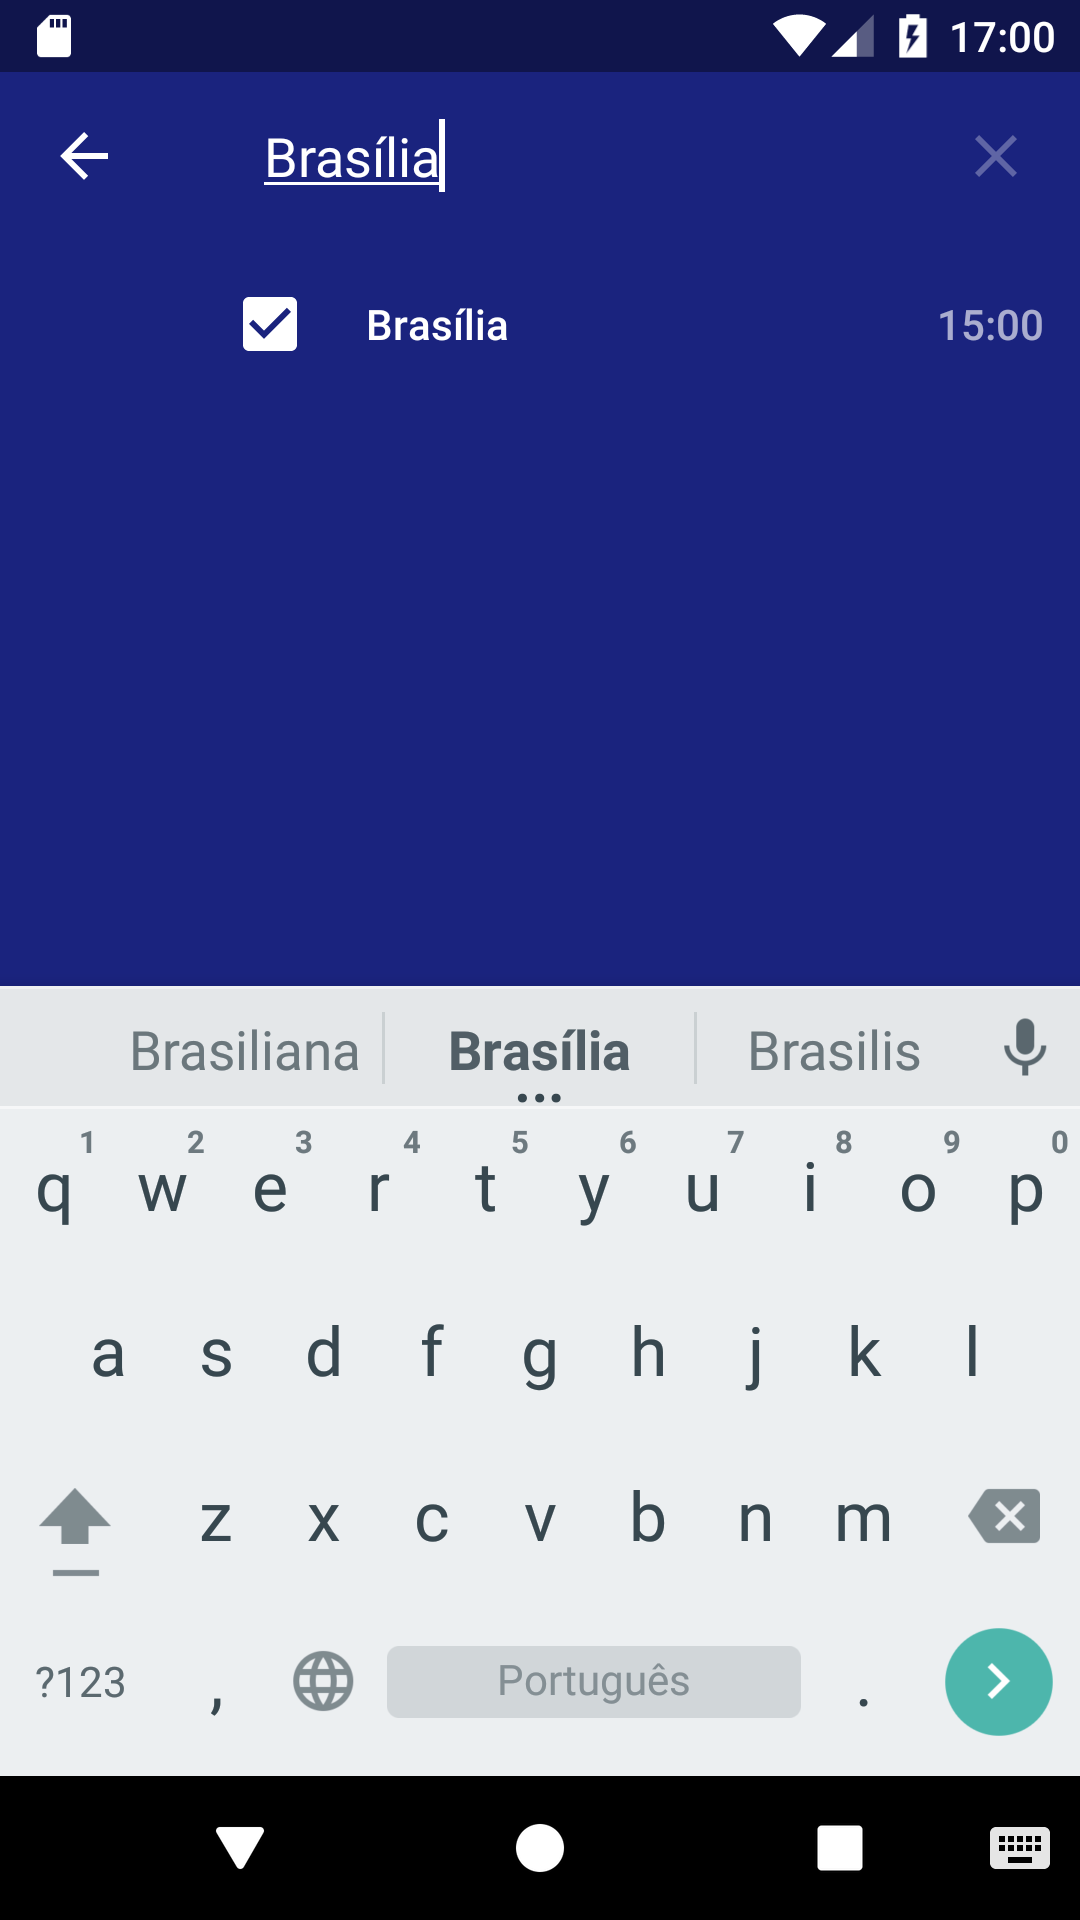 17:00
Brasília
Brasília 15:00
Brasiliana Brasília Brasilis
1 2 3 4 5 6 7 8 9 0
q w e r t y u i o p
a s d f g h j k l
z x c v b n m
?123 , Português .